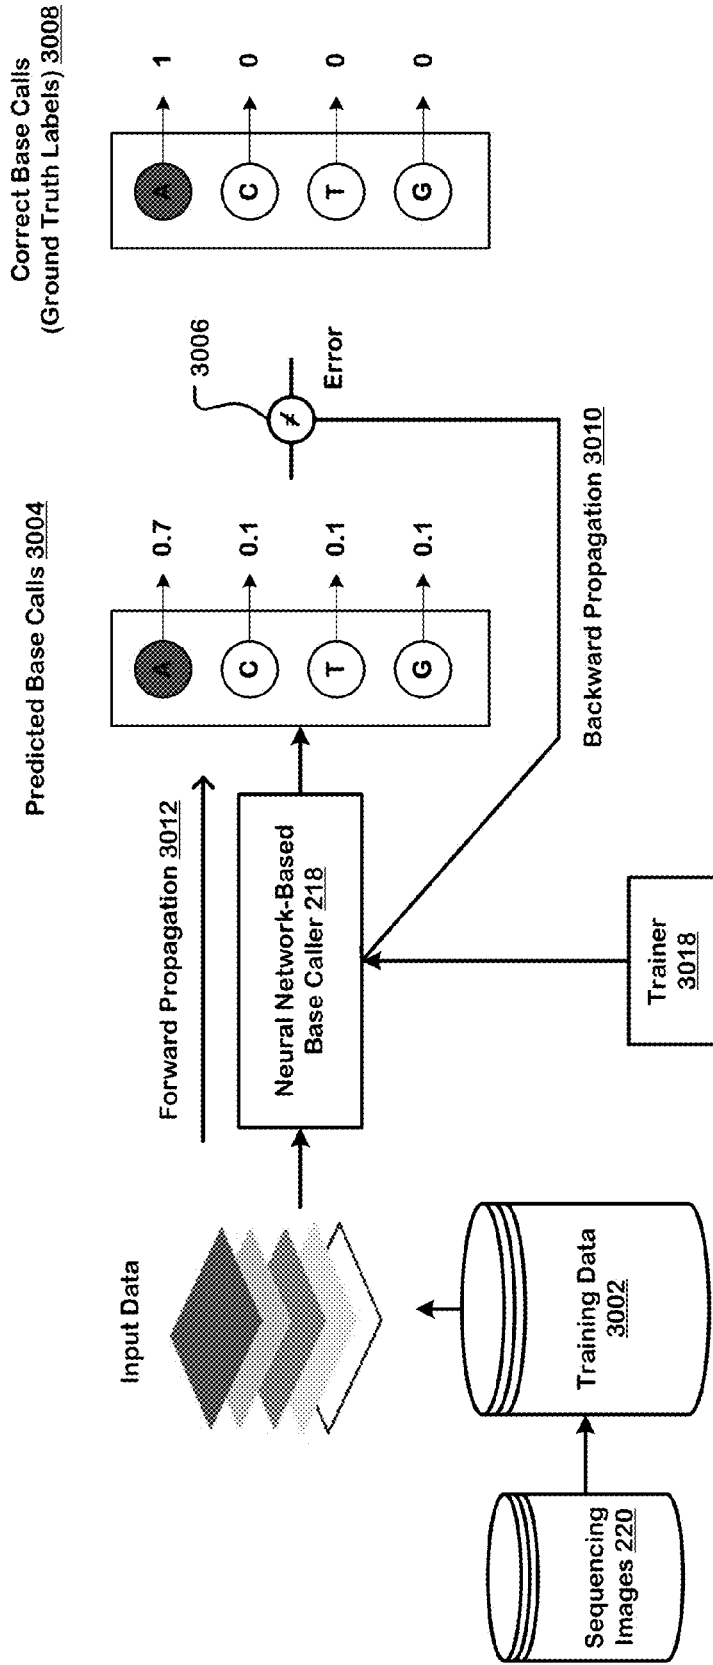 Correct Base Calls
(Ground Truth Labels) 3008
Predicted Base Calls 3004
Forward Propagation 3012
Input Data
A
0.7
C
0.1
T
0.1
G
0.1
A
1
C
0
T
0
G
0
3006
≠
Error
Neural Network-Based
Base Caller 218
Backward Propagation 3010
Trainer
3018
Training Data
3002
Sequencing
Images 220